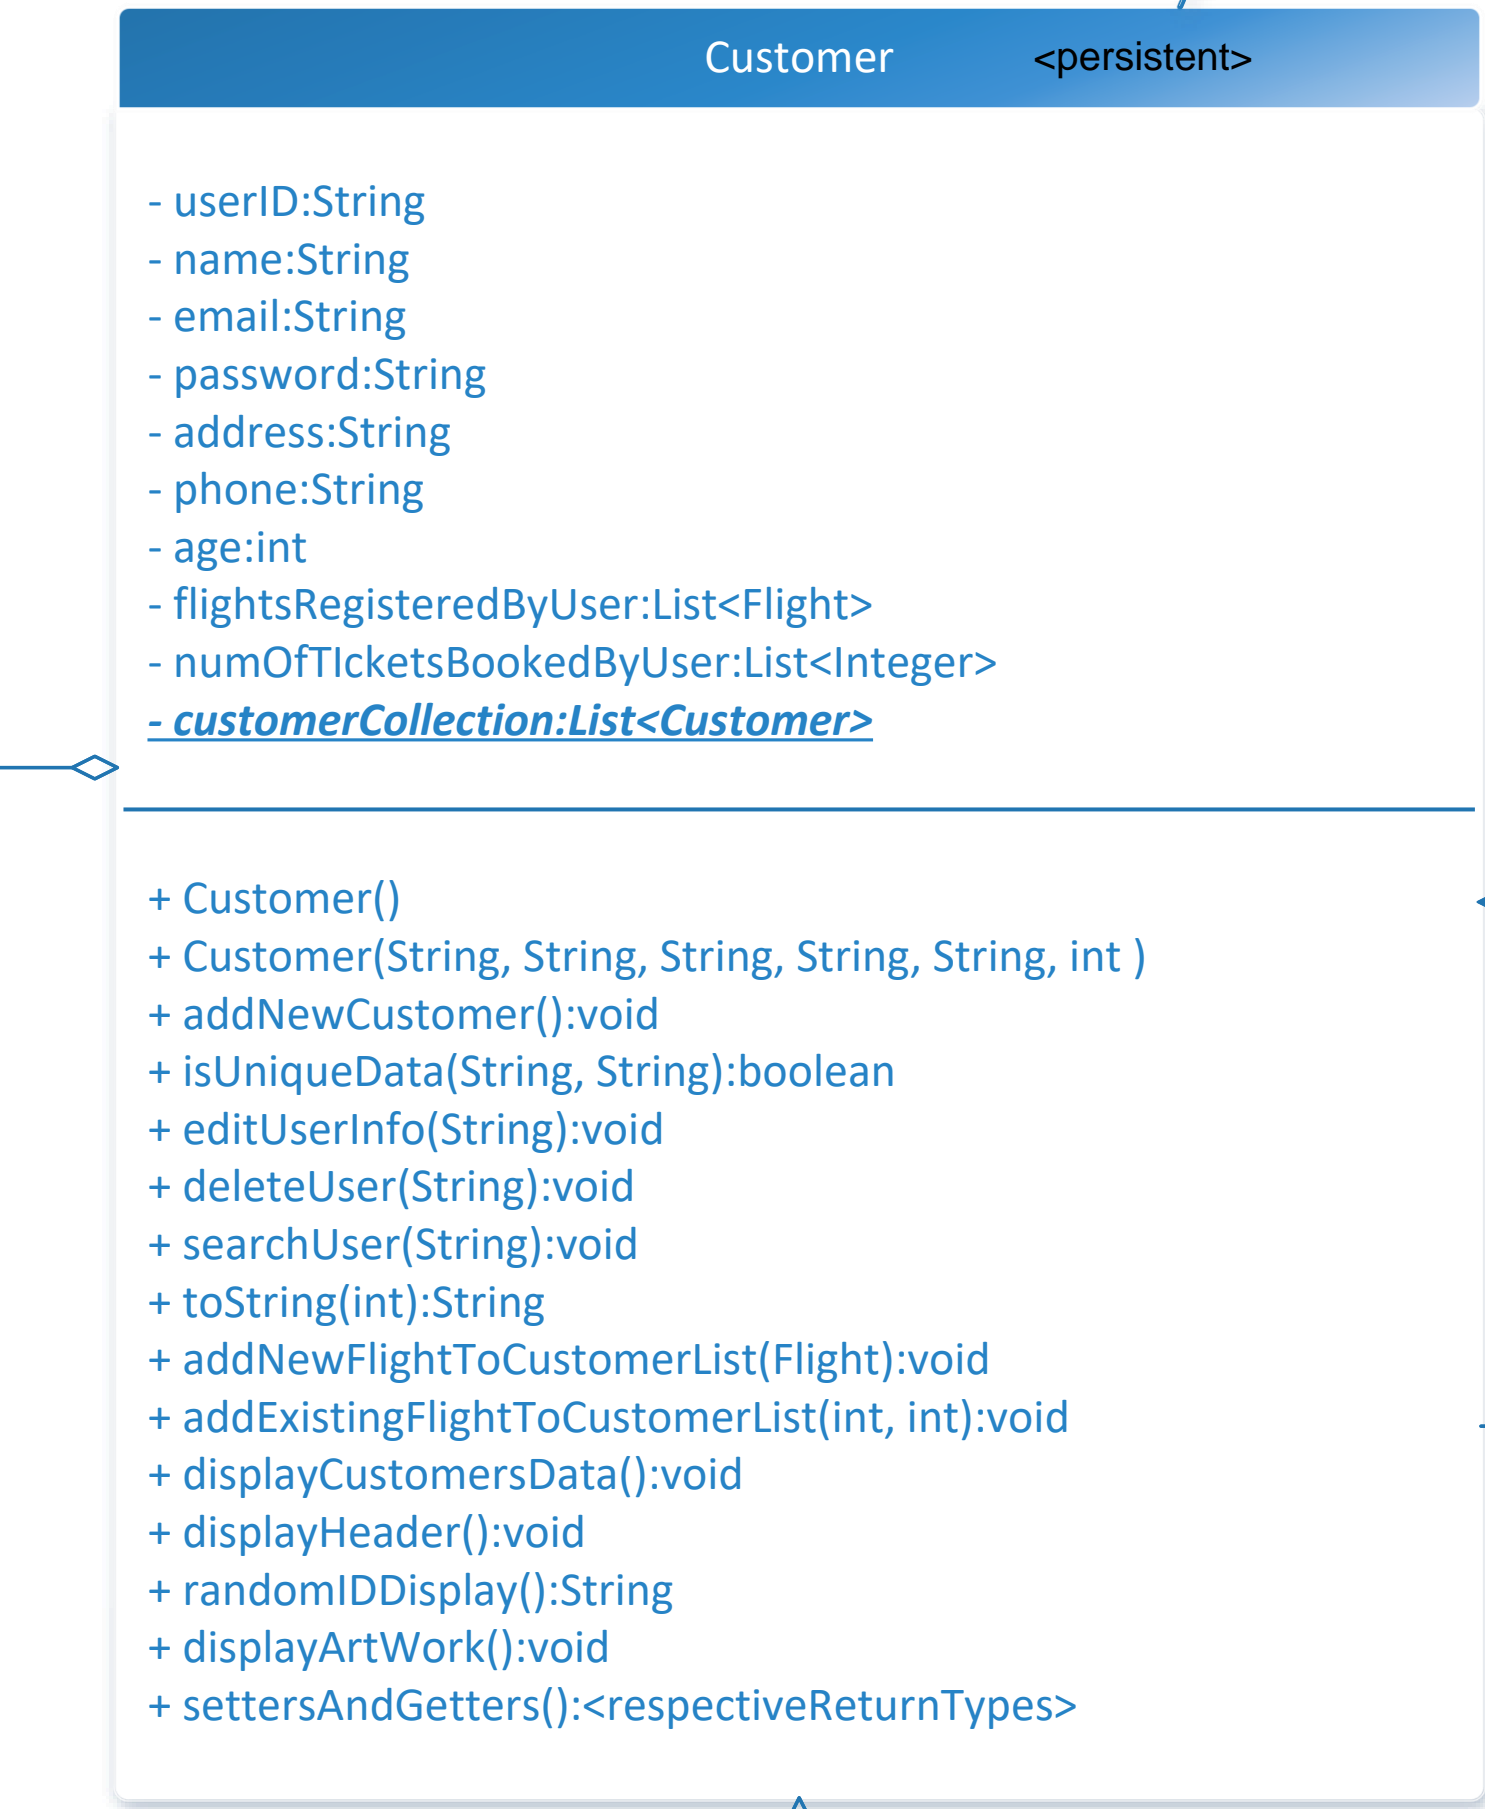 Customer <persistent>
- userID:String
- name:String
- email:String
- password:String
- address:String
- phone:String
- age:int
- flightsRegisteredByUser:List<Flight>
- numOfTIcketsBookedByUser:List<Integer>
- customerCollection:List<Customer>
+ Customer()
+ Customer(String, String, String, String, String, int )
+ addNewCustomer():void
+ isUniqueData(String, String):boolean
+ editUserInfo(String):void
+ deleteUser(String):void
+ searchUser(String):void
+ toString(int):String
+ addNewFlightToCustomerList(Flight):void
+ addExistingFlightToCustomerList(int, int):void
+ displayCustomersData():void
+ displayHeader():void
+ randomIDDisplay():String
+ displayArtWork():void
+ settersAndGetters():<respectiveReturnTypes>